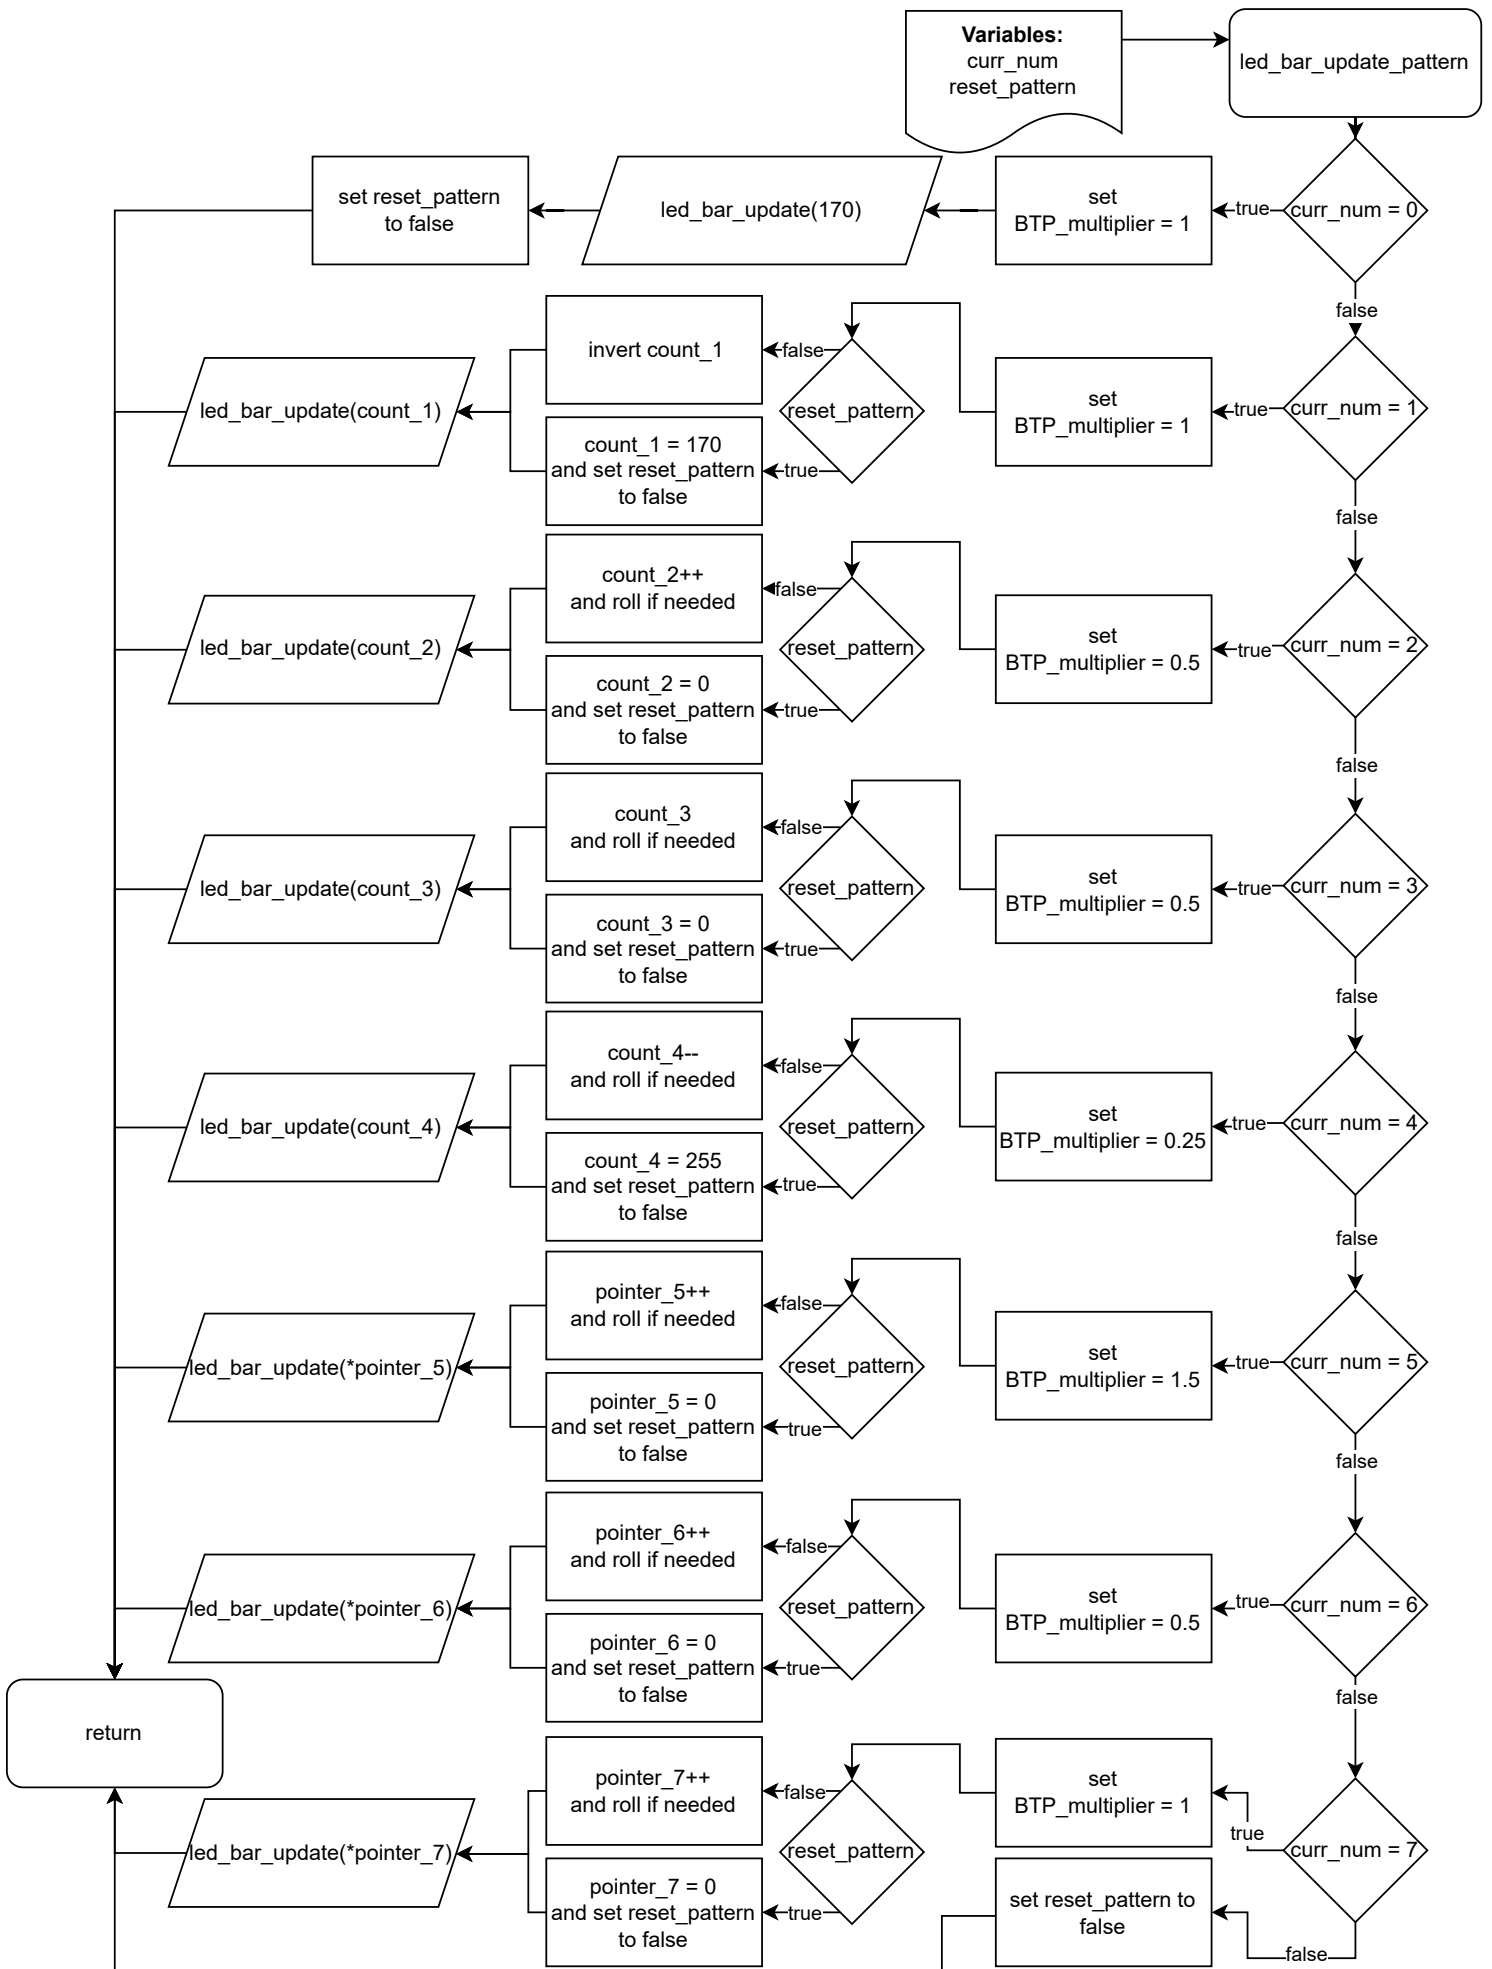 Variables:
curr_num
reset_pattern
led_bar_update_pattern
set reset_pattern
to false
led_bar_update(170)
set
BTP_multiplier = 1
true
curr_num = 0
false
invert count_1
false
led_bar_update(count_1)
reset_pattern
set
BTP_multiplier = 1
true
curr_num = 1
count_1 = 170
and set reset_pattern
to false
true
false
count_2++
and roll if needed
false
led_bar_update(count_2)
reset_pattern
set
BTP_multiplier = 0.5
true
curr_num = 2
count_2 = 0
and set reset_pattern
to false
true
false
count_3
and roll if needed
false
led_bar_update(count_3)
reset_pattern
set
BTP_multiplier = 0.5
true
curr_num = 3
count_3 = 0
and set reset_pattern
to false
true
false
count_4--
and roll if needed
false
led_bar_update(count_4)
reset_pattern
set
BTP_multiplier = 0.25
true
curr_num = 4
count_4 = 255
and set reset_pattern
to false
true
false
pointer_5++
and roll if needed
false
led_bar_update(*pointer_5)
reset_pattern
set
BTP_multiplier = 1.5
true
curr_num = 5
pointer_5 = 0
and set reset_pattern
to false
true
false
pointer_6++
and roll if needed
false
led_bar_update(*pointer_6)
reset_pattern
set
BTP_multiplier = 0.5
true
curr_num = 6
pointer_6 = 0
and set reset_pattern
to false
true
false
return
pointer_7++
and roll if needed
false
led_bar_update(*pointer_7)
reset_pattern
set
BTP_multiplier = 1
true
curr_num = 7
pointer_7 = 0
and set reset_pattern
to false
true
set reset_pattern to
false
false